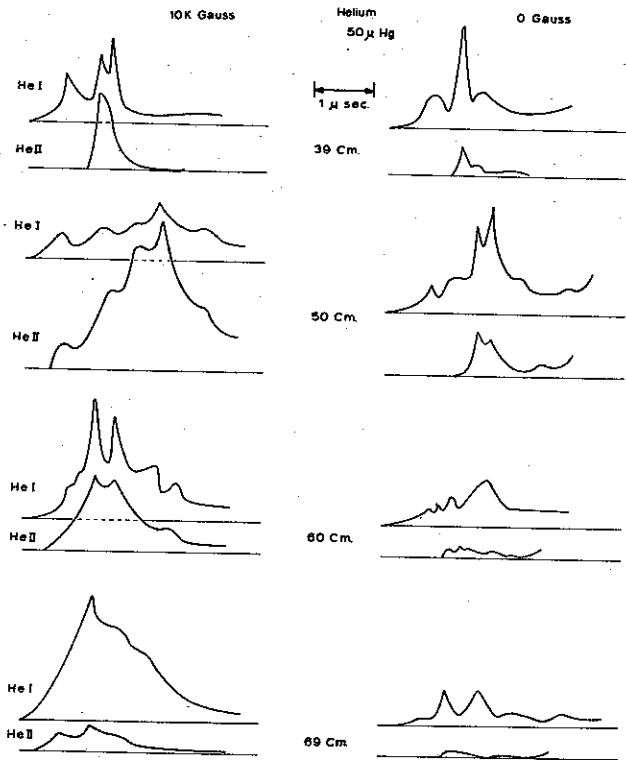 10K Gauss
Helium
50 μ Hg
0 Gauss
1 μ sec.
He I
He II
39 Cm.
He I
He II
50 Cm.
He I
He II
60 Cm.
He I
He II
69 Cm.